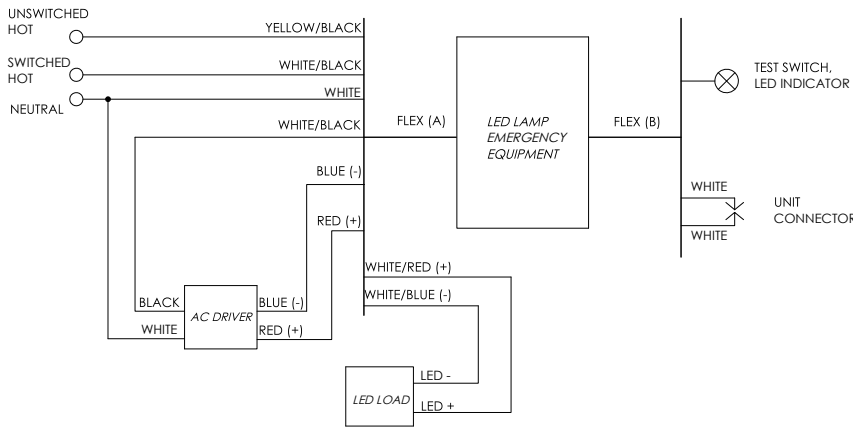 UNSWITCHED
HOT
YELLOW/BLACK
SWITCHED
HOT
WHITE/BLACK
WHITE
NEUTRAL
WHITE/BLACK
FLEX (A)
LED LAMP
EMERGENCY
EQUIPMENT
FLEX (B)
TEST SWITCH,
LED INDICATOR
BLUE (-)
RED (+)
WHITE
WHITE
UNIT
CONNECTOR
WHITE/RED (+)
WHITE/BLUE (-)
BLACK
WHITE
AC DRIVER
BLUE (-)
RED (+)
LED LOAD
LED -
LED +